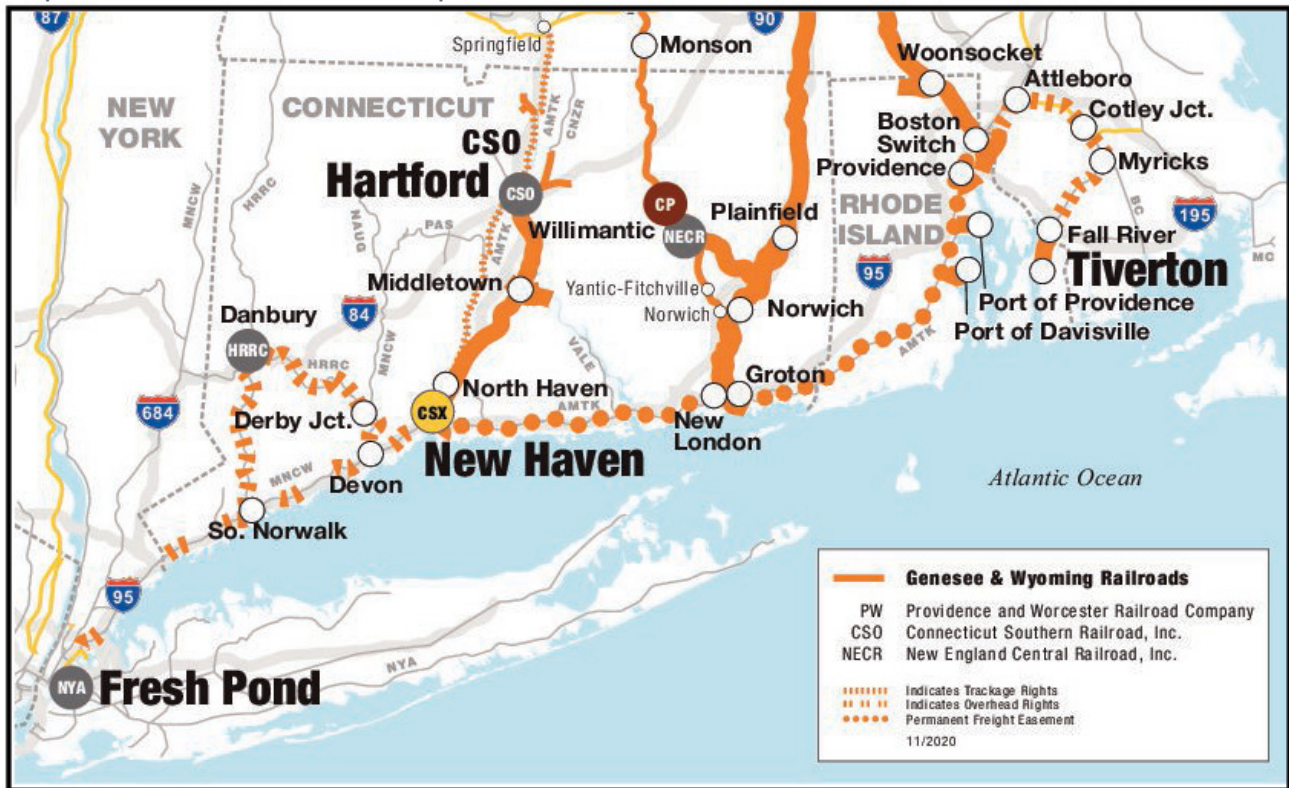 87
90
Springfield
Monson
Woonsocket
Attleboro
NEW
YORK
CONNECTICUT
AMTK
CNZR
Cotley Jct.
Boston
Switch
CSO
Hartford
CSO
Providence
Myricks
MNCW
HRRC
NAUG
PAS
AMTK
CP
Willimantic
NECR
Plainfield
RHODE
ISLAND
BC
195
Fall River
MC
Tiverton
95
Middletown
Yantic-Fitchville
Norwich
Norwich
Port of Providence
Port of Davisville
84
Danbury
HRRC
HRRC
MNCW
VALE
AMTK
North Haven
Groton
684
Derby Jct.
CSX
AMTK
New
London
New Haven
Devon
MNCW
So. Norwalk
Atlantic Ocean
95
NYA
NYA
Fresh Pond
Genesee & Wyoming Railroads
PW Providence and Worcester Railroad Company
CSO Connecticut Southern Railroad, Inc.
NECR New England Central Railroad, Inc.
Indicates Trackage Rights
Indicates Overhead Rights
Permanent Freight Easement
11/2020